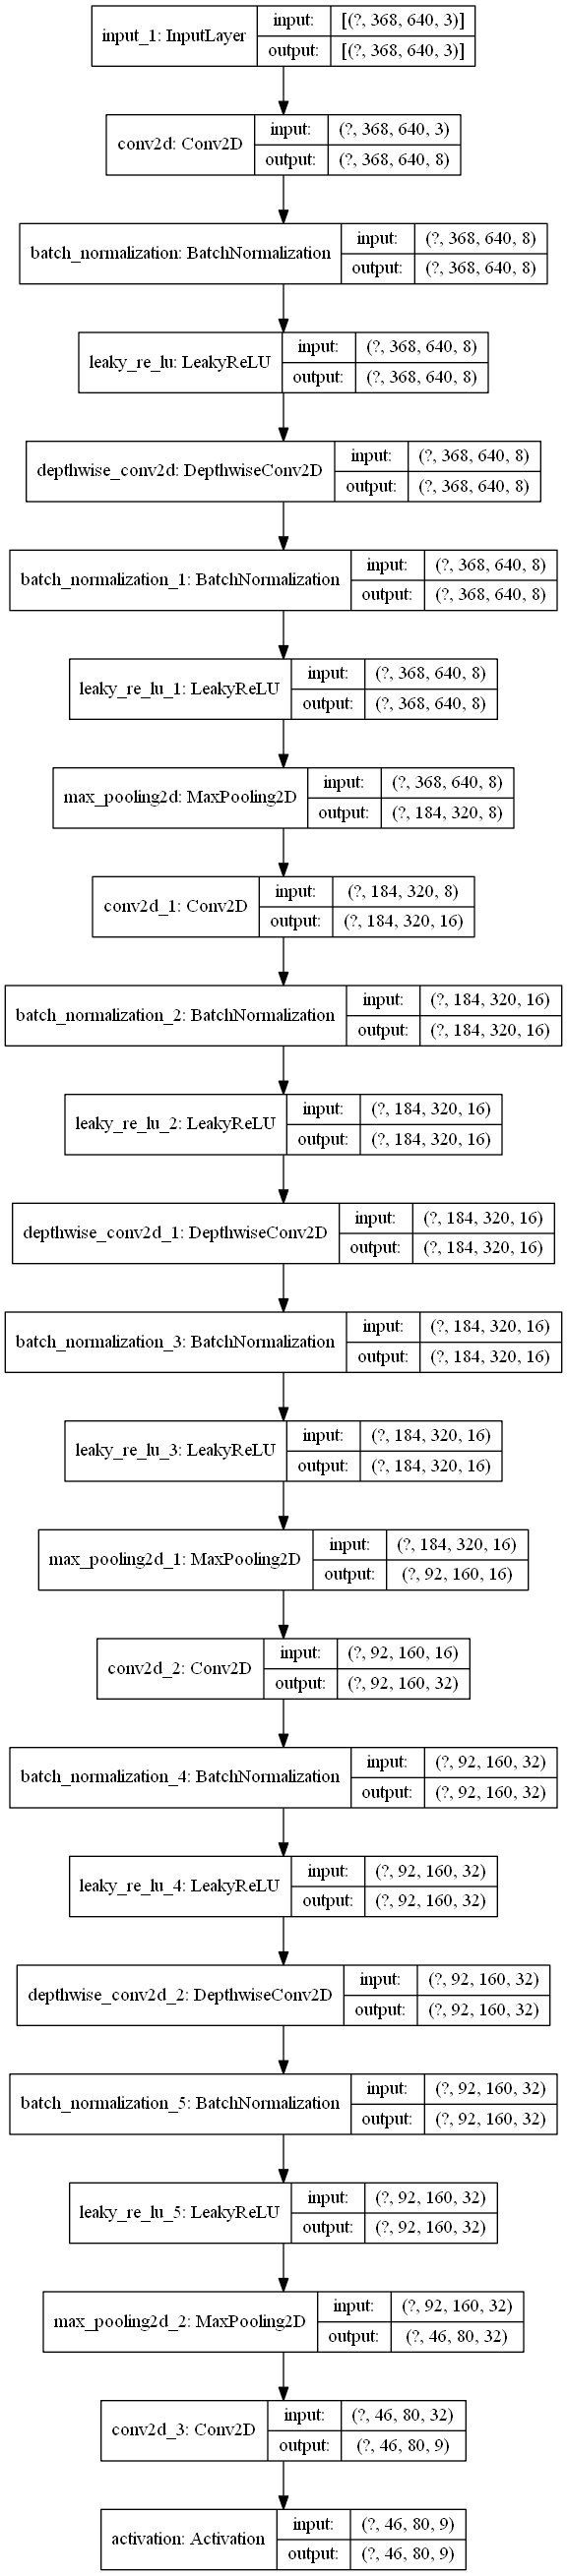 input_1: InputLayer
input: [(?, 368, 640, 3)]
output: [(?, 368, 640, 3)]
conv2d: Conv2D
input: (?, 368, 640, 3)
output: (?, 368, 640, 8)
batch_normalization: BatchNormalization
input: (?, 368, 640, 8)
output: (?, 368, 640, 8)
leaky_re_lu: LeakyReLU
input: (?, 368, 640, 8)
output: (?, 368, 640, 8)
depthwise_conv2d: DepthwiseConv2D
input: (?, 368, 640, 8)
output: (?, 368, 640, 8)
batch_normalization_1: BatchNormalization
input: (?, 368, 640, 8)
output: (?, 368, 640, 8)
leaky_re_lu_1: LeakyReLU
input: (?, 368, 640, 8)
output: (?, 368, 640, 8)
max_pooling2d: MaxPooling2D
input: (?, 368, 640, 8)
output: (?, 184, 320, 8)
conv2d_1: Conv2D
input: (?, 184, 320, 8)
output: (?, 184, 320, 16)
batch_normalization_2: BatchNormalization
input: (?, 184, 320, 16)
output: (?, 184, 320, 16)
leaky_re_lu_2: LeakyReLU
input: (?, 184, 320, 16)
output: (?, 184, 320, 16)
depthwise_conv2d_1: DepthwiseConv2D
input: (?, 184, 320, 16)
output: (?, 184, 320, 16)
batch_normalization_3: BatchNormalization
input: (?, 184, 320, 16)
output: (?, 184, 320, 16)
leaky_re_lu_3: LeakyReLU
input: (?, 184, 320, 16)
output: (?, 184, 320, 16)
max_pooling2d_1: MaxPooling2D
input: (?, 184, 320, 16)
output: (?, 92, 160, 16)
conv2d_2: Conv2D
input: (?, 92, 160, 16)
output: (?, 92, 160, 32)
batch_normalization_4: BatchNormalization
input: (?, 92, 160, 32)
output: (?, 92, 160, 32)
leaky_re_lu_4: LeakyReLU
input: (?, 92, 160, 32)
output: (?, 92, 160, 32)
depthwise_conv2d_2: DepthwiseConv2D
input: (?, 92, 160, 32)
output: (?, 92, 160, 32)
batch_normalization_5: BatchNormalization
input: (?, 92, 160, 32)
output: (?, 92, 160, 32)
leaky_re_lu_5: LeakyReLU
input: (?, 92, 160, 32)
output: (?, 92, 160, 32)
max_pooling2d_2: MaxPooling2D
input: (?, 92, 160, 32)
output: (?, 46, 80, 32)
conv2d_3: Conv2D
input: (?, 46, 80, 32)
output: (?, 46, 80, 9)
activation: Activation
input: (?, 46, 80, 9)
output: (?, 46, 80, 9)